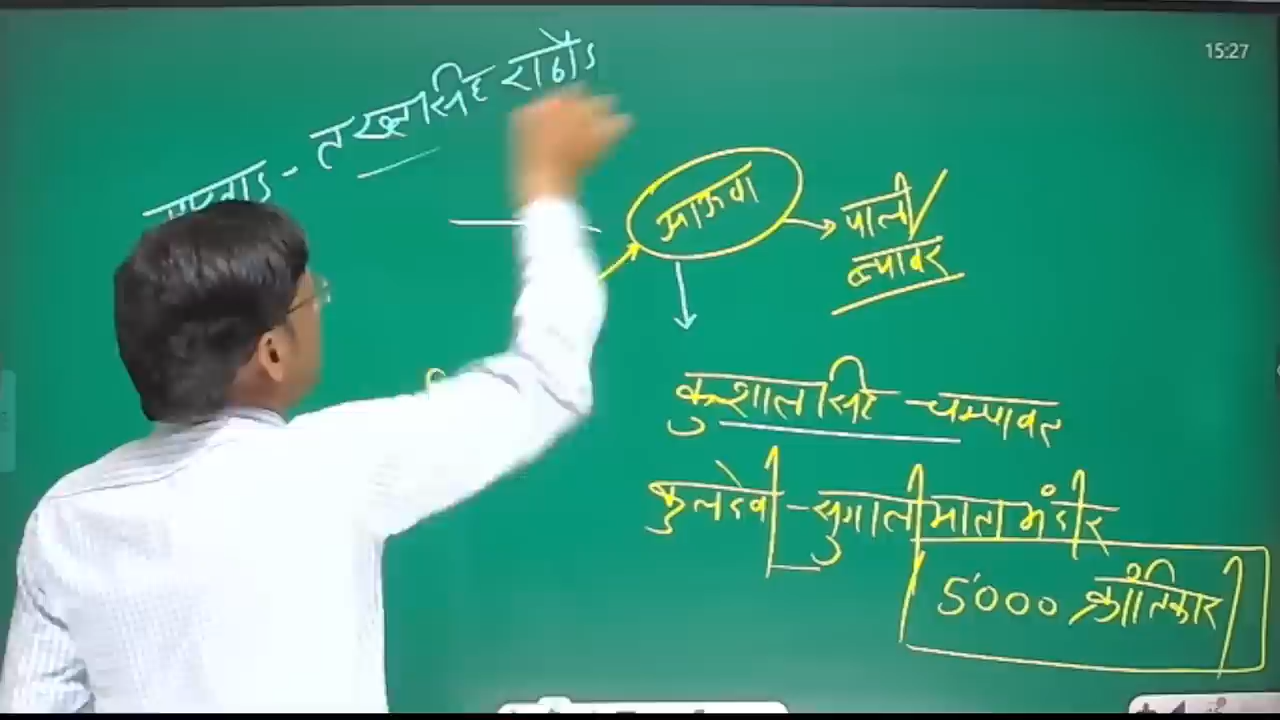 15:27
- तख्तसिंह राठौड
आऊवा
पाली/
ब्यावर
कुशालसिंह - चम्पावत
कुलदेवी - सुगाली माता मंदीर
5000 क्रांतिकारी